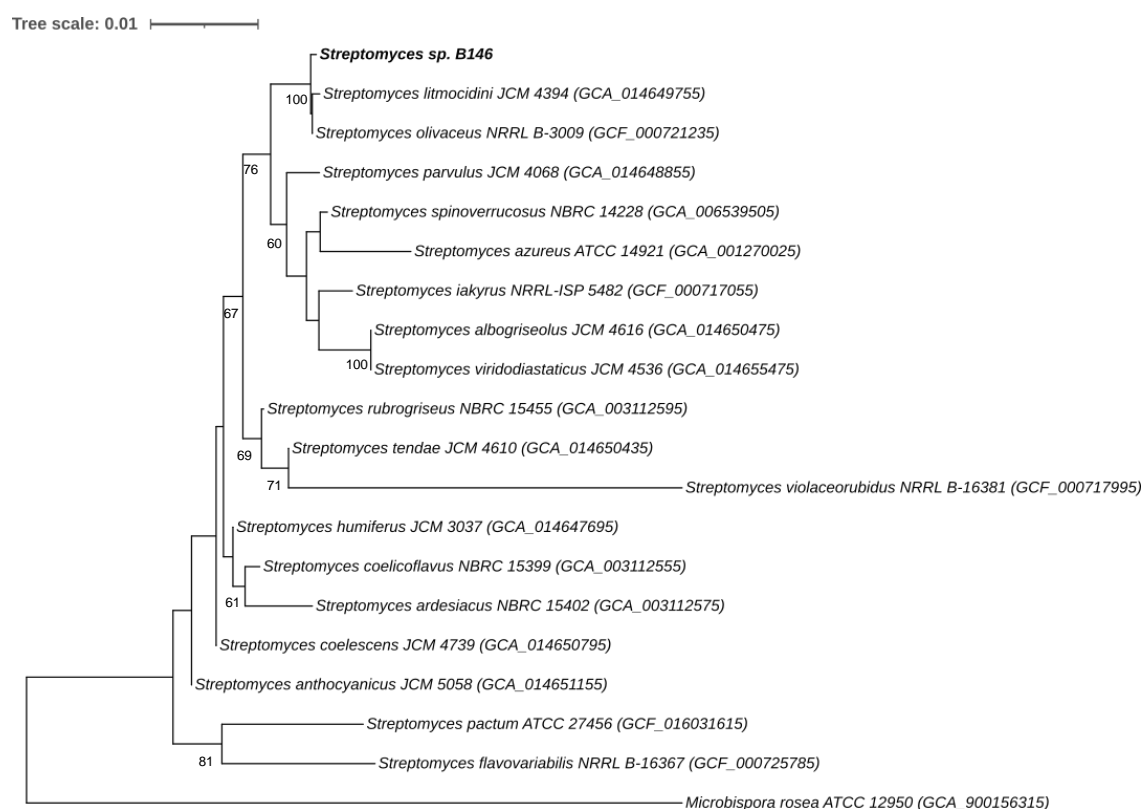 Tree scale: 0.01
Streptomyces sp. B146
100
Streptomyces litmocidini JCM 4394 (GCA_014649755)
Streptomyces olivaceus NRRL B-3009 (GCF_000721235)
76
Streptomyces parvulus JCM 4068 (GCA_014648855)
Streptomyces spinoverrucosus NBRC 14228 (GCA_006539505)
60
Streptomyces azureus ATCC 14921 (GCA_001270025)
Streptomyces iakyrus NRRL-ISP 5482 (GCF_000717055)
67
Streptomyces albogriseolus JCM 4616 (GCA_014650475)
100
Streptomyces viridodiastaticus JCM 4536 (GCA_014655475)
Streptomyces rubrogriseus NBRC 15455 (GCA_003112595)
Streptomyces tendae JCM 4610 (GCA_014650435)
69
71
Streptomyces violaceorubidus NRRL B-16381 (GCF_000717995)
Streptomyces humiferus JCM 3037 (GCA_014647695)
Streptomyces coelicoflavus NBRC 15399 (GCA_003112555)
61
Streptomyces ardesiacus NBRC 15402 (GCA_003112575)
Streptomyces coelescens JCM 4739 (GCA_014650795)
Streptomyces anthocyanicus JCM 5058 (GCA_014651155)
Streptomyces pactum ATCC 27456 (GCF_016031615)
81
Streptomyces flavovariabilis NRRL B-16367 (GCF_000725785)
Microbispora rosea ATCC 12950 (GCA_900156315)